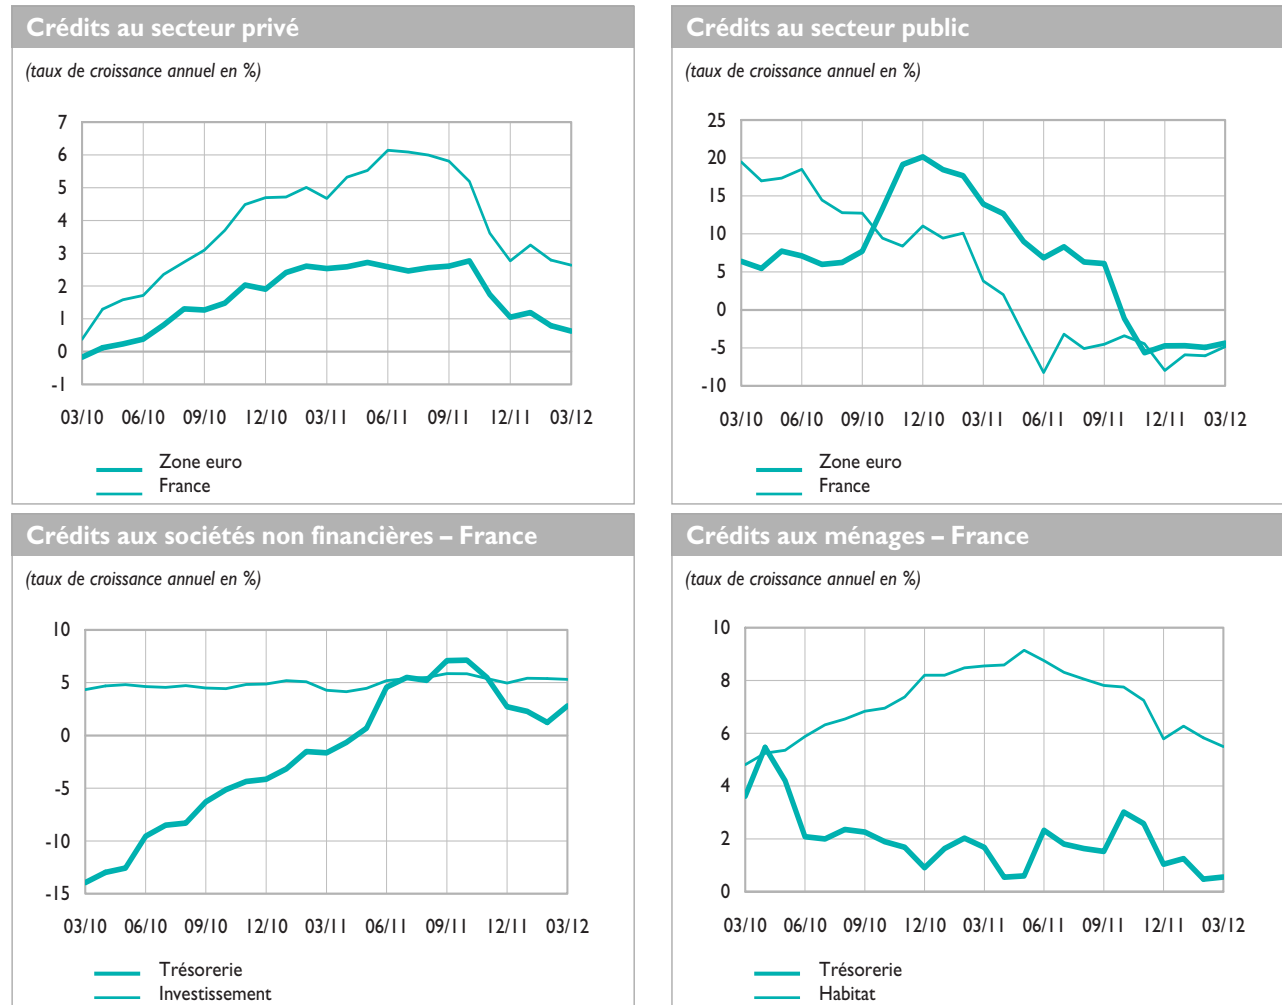 Crédits au secteur privé
(taux de croissance annuel en %)
7
6
5
4
3
2
1
0
-1
03/10 06/10 09/10 12/10 03/11 06/11 09/11 12/11 03/12
Zone euro
France
Crédits au secteur public
(taux de croissance annuel en %)
25
20
15
10
5
0
-5
-10
03/10 06/10 09/10 12/10 03/11 06/11 09/11 12/11 03/12
Zone euro
France
Crédits aux sociétés non financières – France
(taux de croissance annuel en %)
10
5
0
-5
-10
-15
03/10 06/10 09/10 12/10 03/11 06/11 09/11 12/11 03/12
Trésorerie
Investissement
Crédits aux ménages – France
(taux de croissance annuel en %)
10
8
6
4
2
0
03/10 06/10 09/10 12/10 03/11 06/11 09/11 12/11 03/12
Trésorerie
Habitat